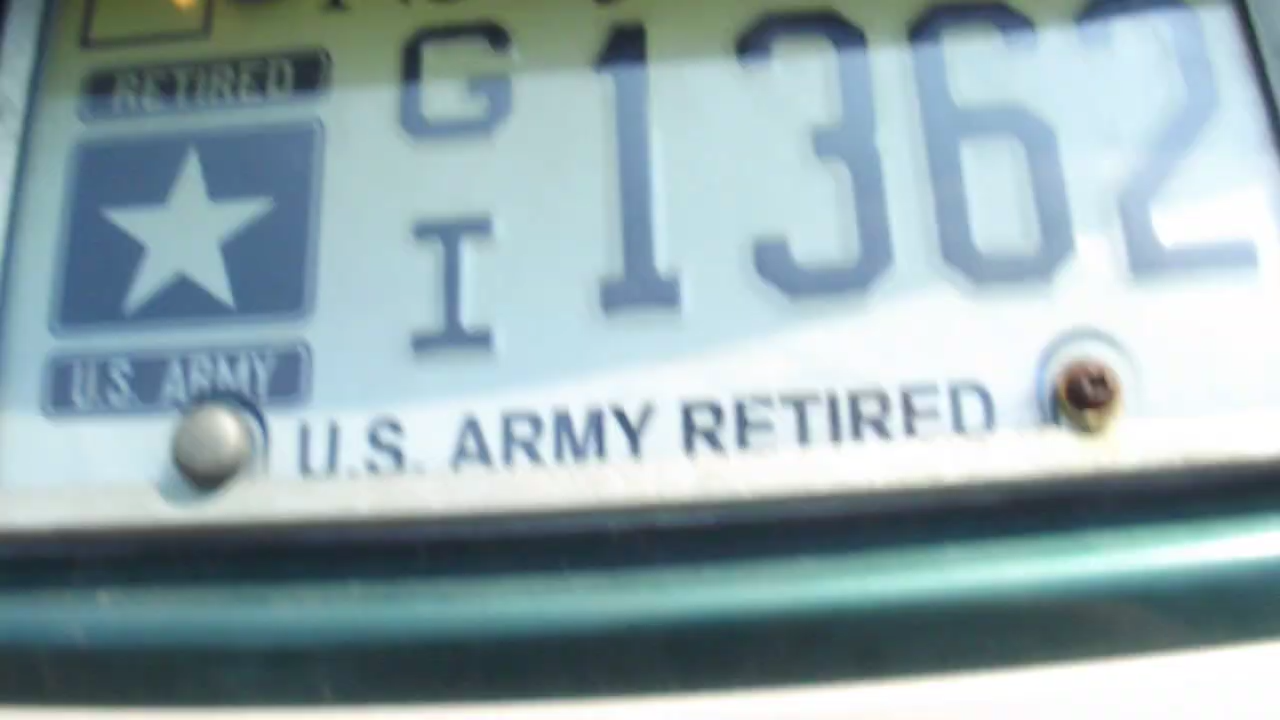 RETIRED
G
I
1362
U.S. ARMY
U.S. ARMY RETIRED